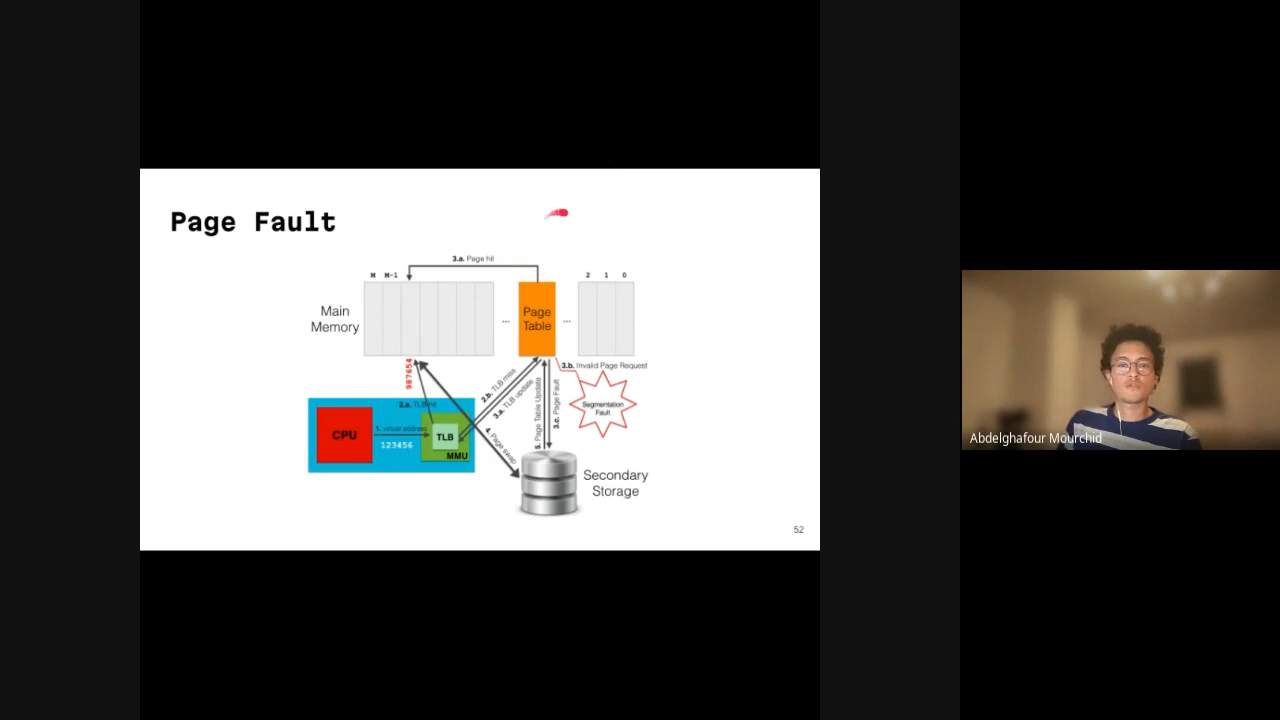 Page Fault
3.a. Page hit
M M-1
2 1 0
Main
Memory
...
Page
Table
...
987654
3.b. Invalid Page Request
Segmentation
Fault
2.b. TLB miss
3.a. TLB update
5. Page Table Update
3.c. Page Fault
2.a. TLB hit
CPU
1. virtual address
123456
TLB
MMU
4. Page swap
Secondary
Storage
52
Abdelghafour Mourchid